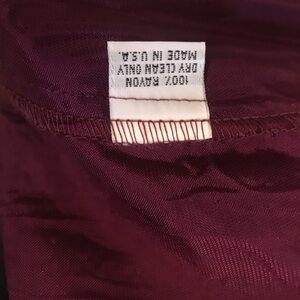 100% RAYON
DRY CLEAN ONLY
MADE IN U.S.A.